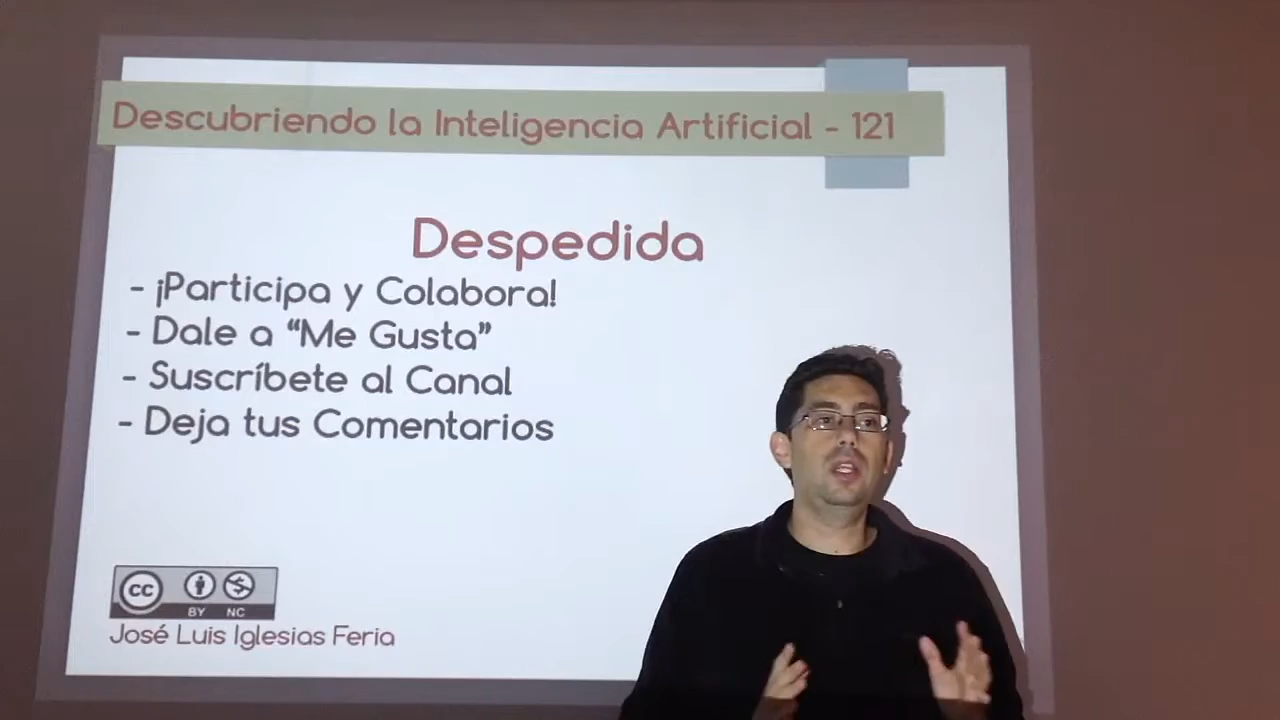 Descubriendo la Inteligencia Artificial - 121
Despedida
- ¡Participa y Colabora!
- Dale a “Me Gusta”
- Suscríbete al Canal
- Deja tus Comentarios
cc
BY NC
José Luis Iglesias Feria